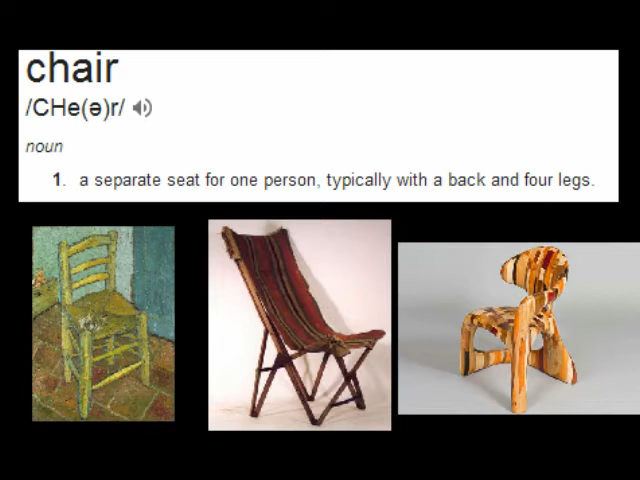 chair
/CHe(ə)r/
noun
1. a separate seat for one person, typically with a back and four legs.